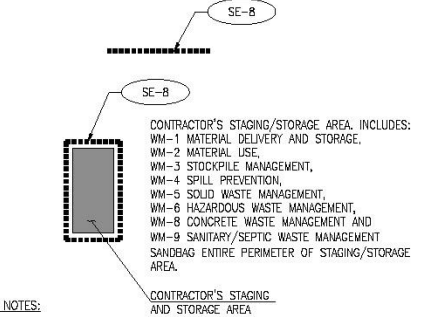 SE-8
SE-8
CONTRACTOR'S STAGING/STORAGE AREA. INCLUDES:
WM-1 MATERIAL DELIVERY AND STORAGE,
WM-2 MATERIAL USE,
WM-3 STOCKPILE MANAGEMENT,
WM-4 SPILL PREVENTION,
WM-5 SOLID WASTE MANAGEMENT,
WM-6 HAZARDOUS WASTE MANAGEMENT,
WM-8 CONCRETE WASTE MANAGEMENT AND
WM-9 SANITARY/SEPTIC WASTE MANAGEMENT
SANDBAG ENTIRE PERIMETER OF STAGING/STORAGE
AREA.
CONTRACTOR'S STAGING
AND STORAGE AREA
NOTES: